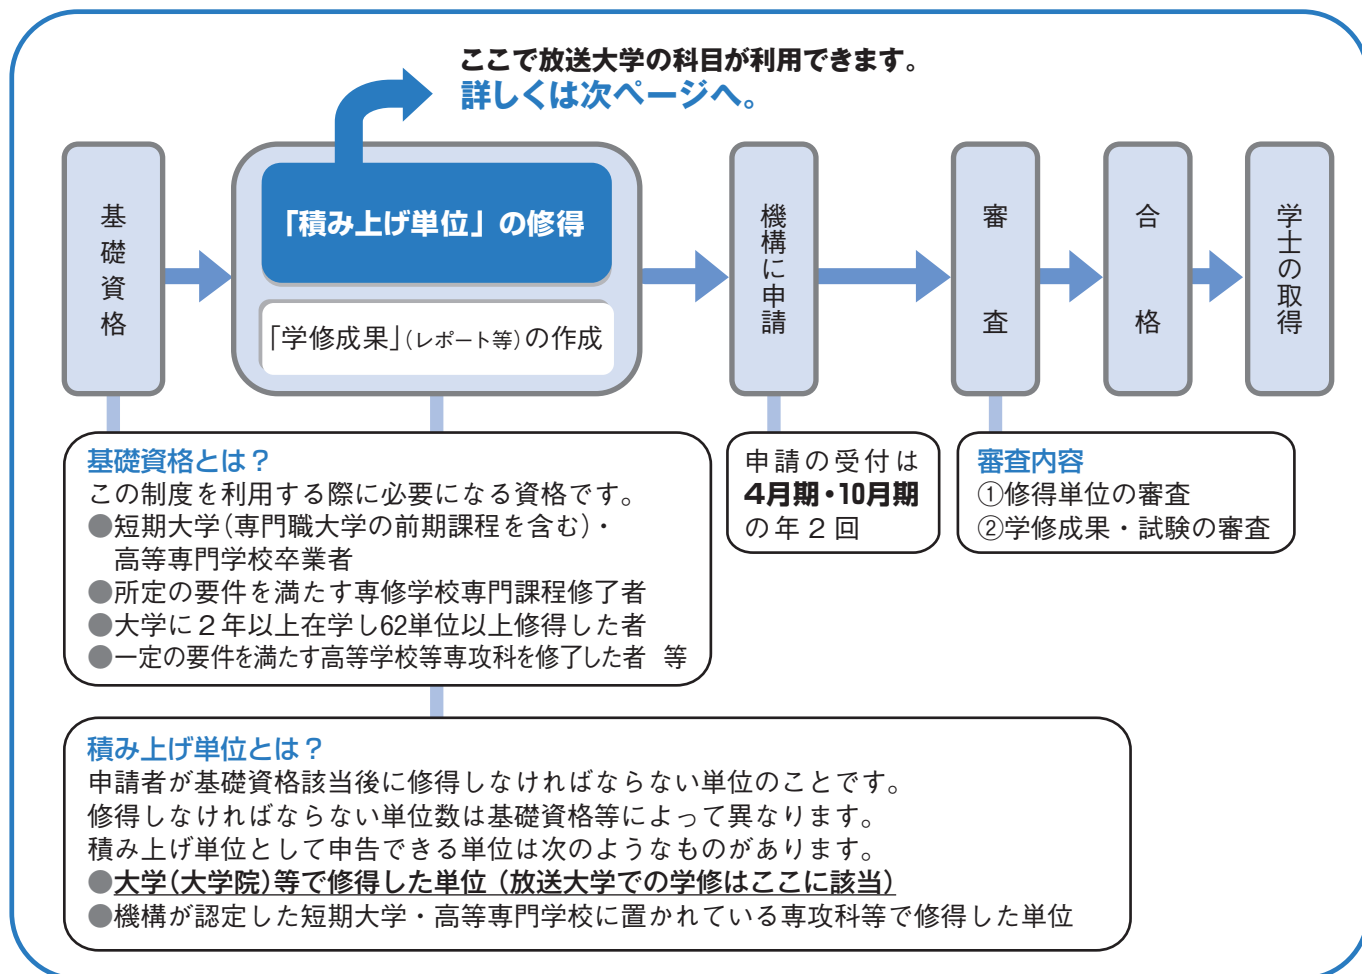 ここで放送大学の科目が利用できます。
詳しくは次ページへ。
基礎資格
「積み上げ単位」の修得
「学修成果」(レポート等)の作成
機構に申請
審査
合格
学士の取得
基礎資格とは？
この制度を利用する際に必要になる資格です。
●短期大学(専門職大学の前期課程を含む)・
高等専門学校卒業者
●所定の要件を満たす専修学校専門課程修了者
●大学に２年以上在学し62単位以上修得した者
●一定の要件を満たす高等学校等専攻科を修了した者 等
申請の受付は
4月期・10月期
の年２回
審査内容
①修得単位の審査
②学修成果・試験の審査
積み上げ単位とは？
申請者が基礎資格該当後に修得しなければならない単位のことです。
修得しなければならない単位数は基礎資格等によって異なります。
積み上げ単位として申告できる単位は次のようなものがあります。
●大学(大学院)等で修得した単位（放送大学での学修はここに該当）
●機構が認定した短期大学・高等専門学校に置かれている専攻科等で修得した単位